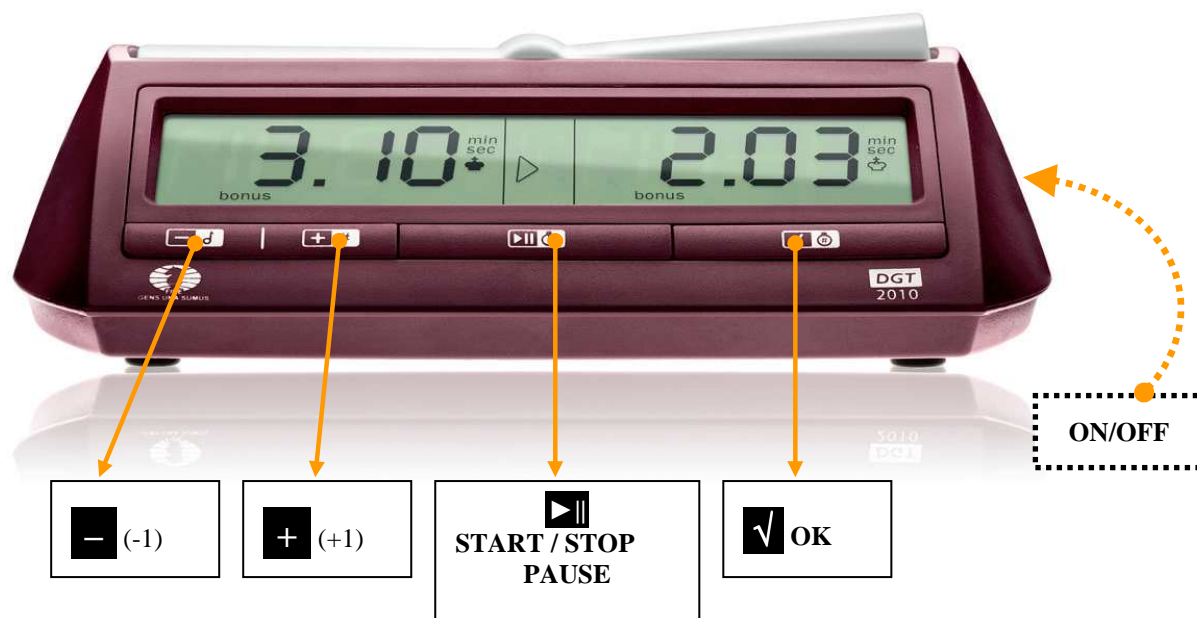 3.10 min
sec
bonus
2.03 min
sec
bonus
FIDE
GENS UNA SUMUS
DGT
2010
ON/OFF
− (-1)
+ (+1)
►||
START / STOP
PAUSE
√ OK